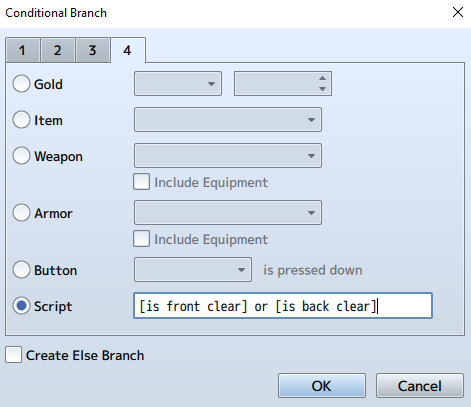 Conditional Branch
1 2 3 4
Gold
Item
Weapon
Include Equipment
Armor
Include Equipment
Button is pressed down
Script [is front clear] or [is back clear]
Create Else Branch
OK Cancel